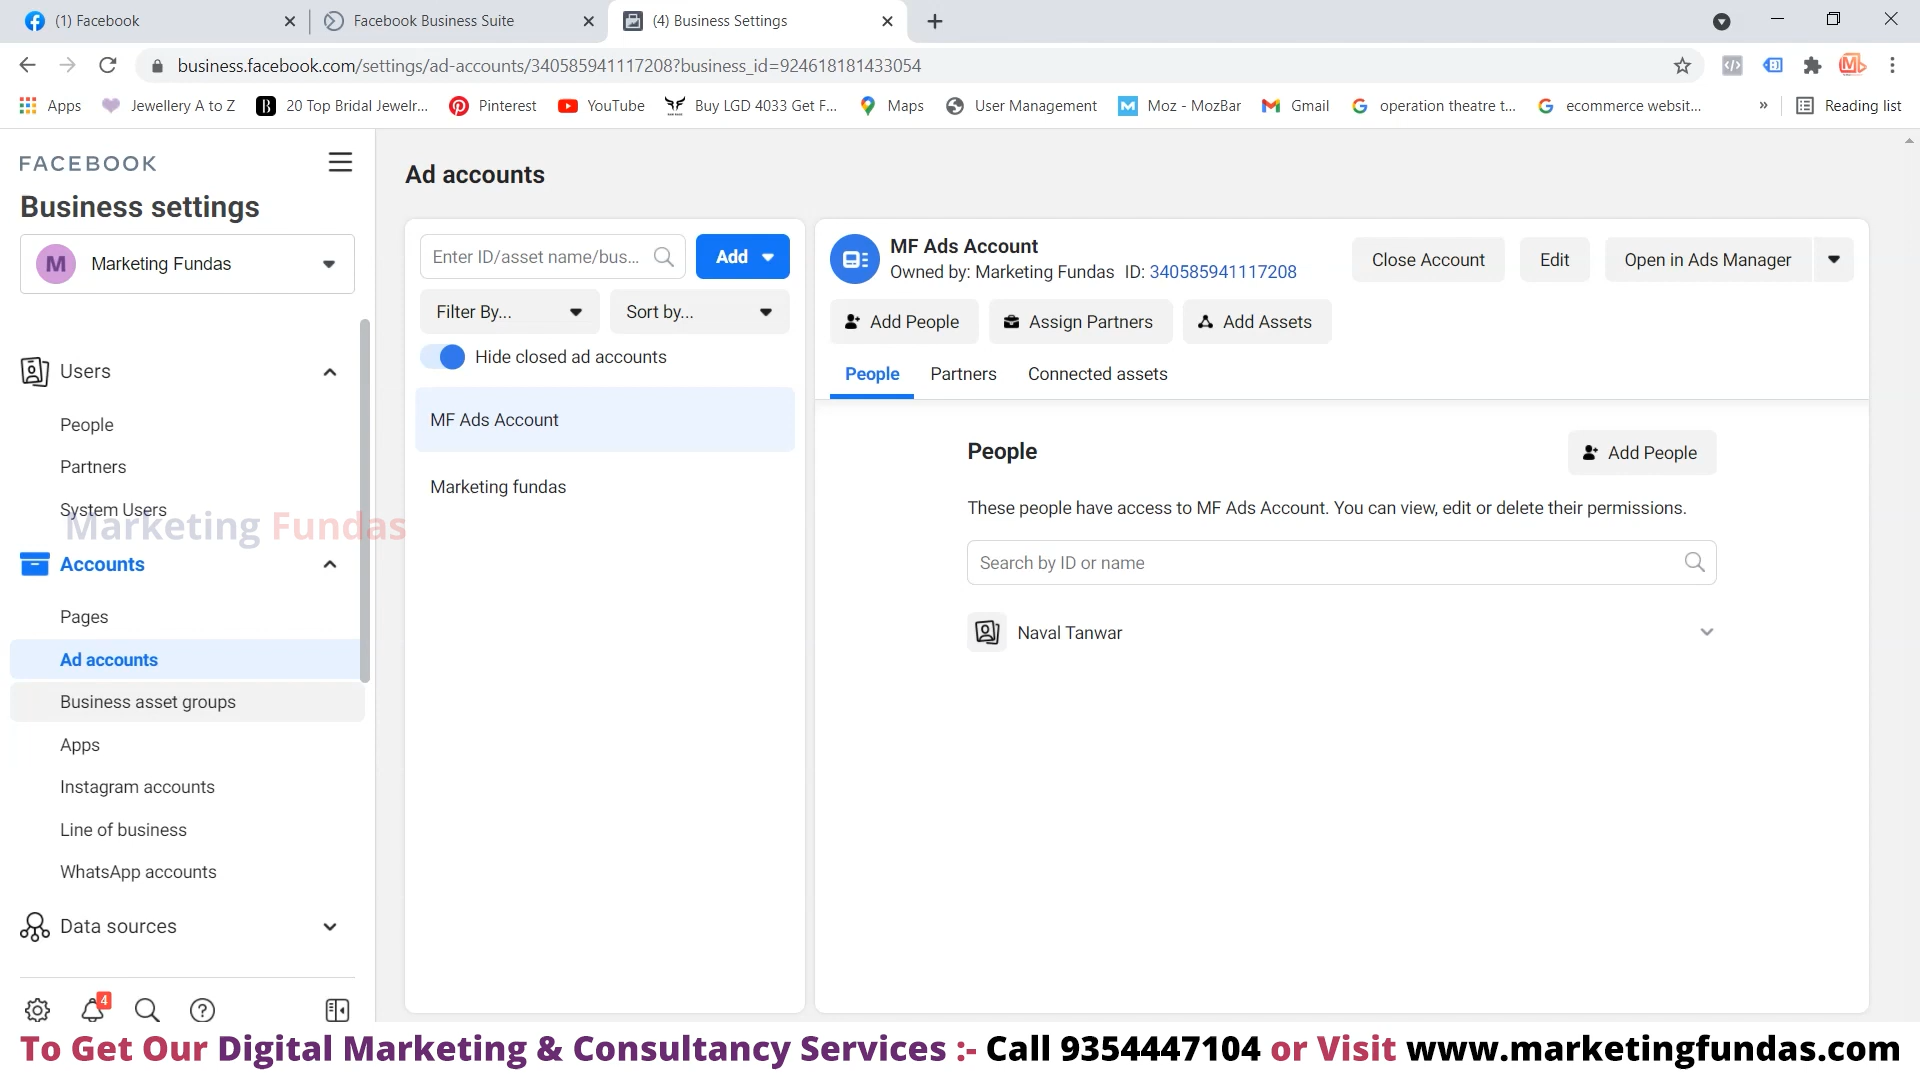 (1) Facebook
Facebook Business Suite
(4) Business Settings
business.facebook.com/settings/ad-accounts/340585941117208?business_id=924618181433054
Apps
Jewellery A to Z
20 Top Bridal Jewelr...
Pinterest
YouTube
Buy LGD 4033 Get F...
Maps
User Management
Moz - MozBar
Gmail
operation theatre t...
ecommerce websit...
»
Reading list
FACEBOOK
Business settings
M
Marketing Fundas
Users
People
Partners
System Users
Marketing Fundas
Accounts
Pages
Ad accounts
Business asset groups
Apps
Instagram accounts
Line of business
WhatsApp accounts
Data sources
4
Ad accounts
Enter ID/asset name/bus...
Add
Filter By...
Sort by...
Hide closed ad accounts
MF Ads Account
Marketing fundas
MF Ads Account
Owned by: Marketing Fundas ID: 340585941117208
Close Account
Edit
Open in Ads Manager
Add People
Assign Partners
Add Assets
People
Partners
Connected assets
People
Add People
These people have access to MF Ads Account. You can view, edit or delete their permissions.
Search by ID or name
Naval Tanwar
To Get Our Digital Marketing & Consultancy Services :- Call 9354447104 or Visit www.marketingfundas.com